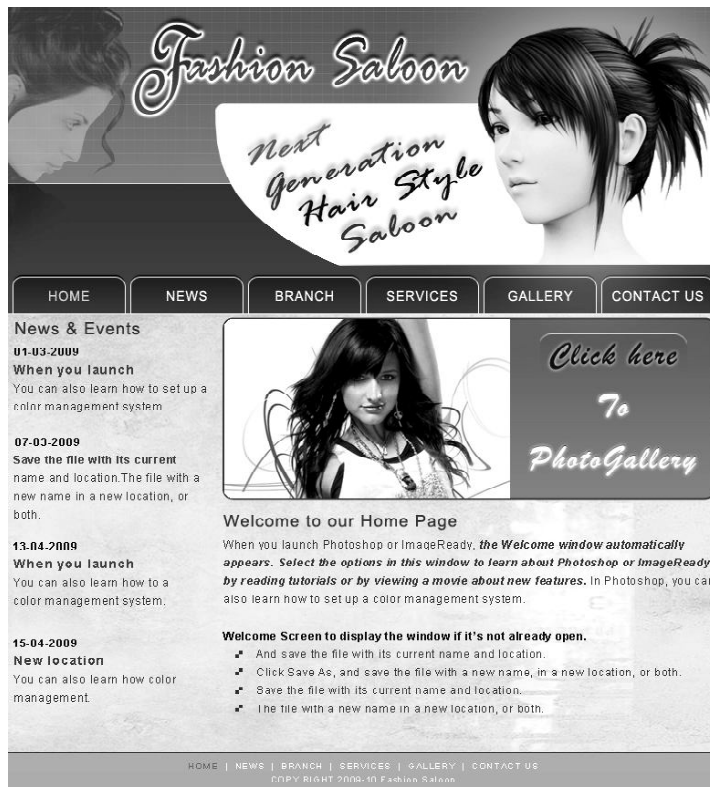 Fashion Saloon
Next
Generation
Hair Style
Saloon
HOME NEWS BRANCH SERVICES GALLERY CONTACT US
News & Events
01-03-2009
When you launch
You can also learn how to set up a
color management system
07-03-2009
Save the file with its current
name and location.The file with a
new name in a new location, or
both.
13-04-2009
When you launch
You can also learn how to a
color management system.
15-04-2009
New location
You can also learn how color
management.
Click here
To
PhotoGallery
Welcome to our Home Page
When you launch Photoshop or ImageReady, the Welcome window automatically
appears. Select the options in this window to learn about Photoshop or ImageReady
by reading tutorials or by viewing a movie about new features. In Photoshop, you can
also learn how to set up a color management system.
Welcome Screen to display the window if it's not already open.
And save the file with its current name and location.
Click Save As, and save the file with a new name, in a new location, or both.
Save the file with its current name and location.
The file with a new name in a new location, or both.
HOME | NEWS | BRANCH | SERVICES | GALLERY | CONTACT US
COPY RIGHT 2009-10 Fashion Saloon